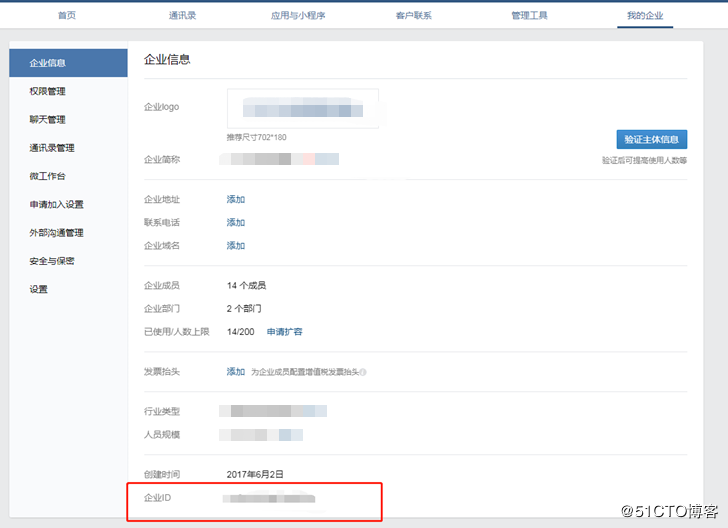 首页 通讯录 应用与小程序 客户联系 管理工具 我的企业
企业信息
权限管理
聊天管理
通讯录管理
微工作台
申请加入设置
外部沟通管理
安全与保密
设置
企业信息
企业logo
推荐尺寸702*180
验证主体信息
验证后可提高使用人数等
企业简称
企业地址 添加
联系电话 添加
企业域名 添加
企业成员 14 个成员
企业部门 2 个部门
已使用/人数上限 14/200 申请扩容
发票抬头 添加 为企业成员配置增值税发票抬头
行业类型
人员规模
创建时间 2017年6月2日
企业ID
@51CTO博客